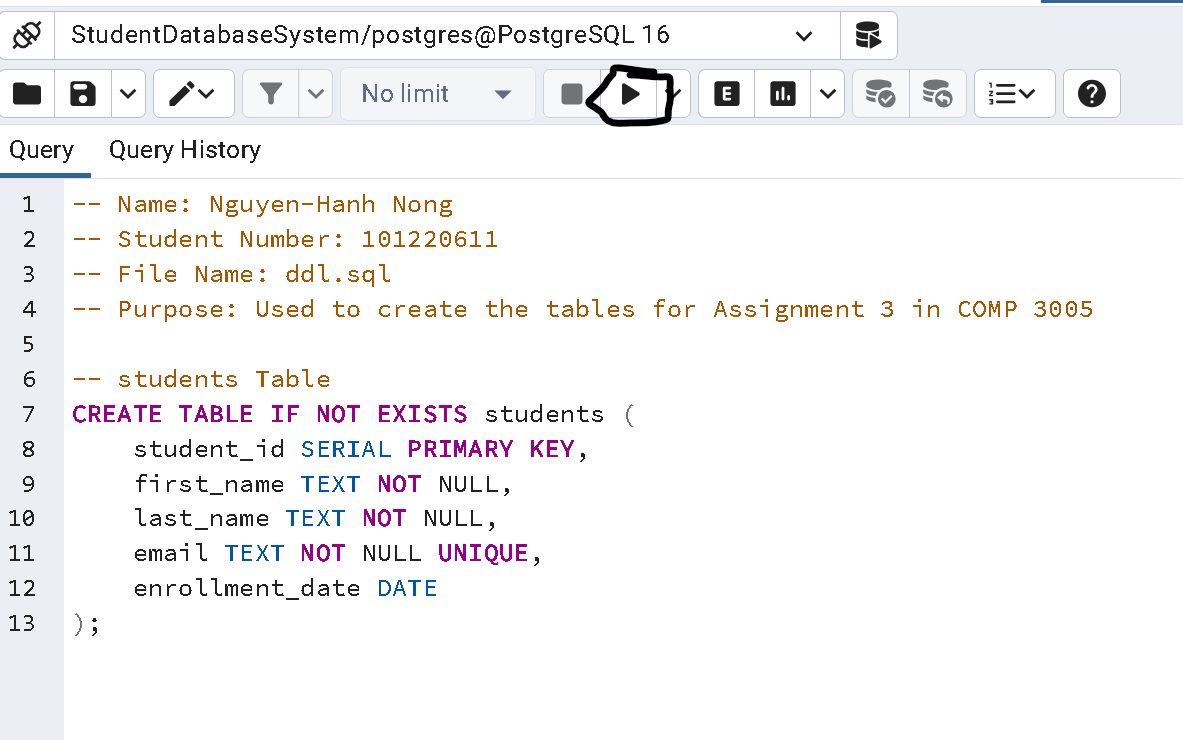 StudentDatabaseSystem/postgres@PostgreSQL 16
No limit
E
Query Query History
1 -- Name: Nguyen-Hanh Nong
2 -- Student Number: 101220611
3 -- File Name: ddl.sql
4 -- Purpose: Used to create the tables for Assignment 3 in COMP 3005
5
6 -- students Table
7 CREATE TABLE IF NOT EXISTS students (
8 student_id SERIAL PRIMARY KEY,
9 first_name TEXT NOT NULL,
10 last_name TEXT NOT NULL,
11 email TEXT NOT NULL UNIQUE,
12 enrollment_date DATE
13 );